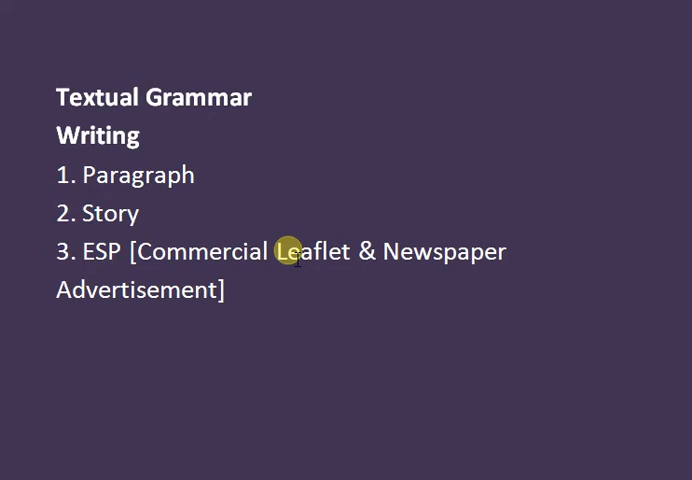 Textual Grammar
Writing
1. Paragraph
2. Story
3. ESP [Commercial Leaflet & Newspaper
Advertisement]